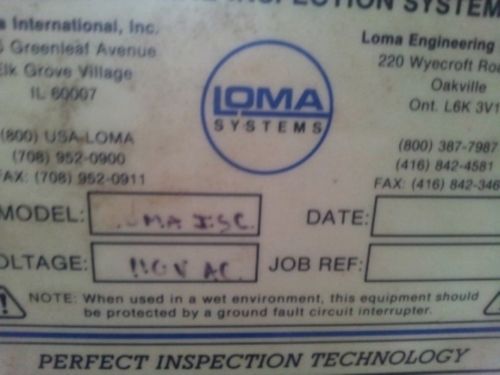 INSPECTION SYSTEM
International, Inc.
Greenleaf Avenue
Elk Grove Village
IL 60007
(800) USA-LOMA
(708) 952-0900
FAX: (708) 952-0911
LOMA
SYSTEMS
Loma Engineering
220 Wyecroft Roa
Oakville
Ont. L6K 3V1
(800) 387-7987
(416) 842-4581
FAX: (416) 842-346
MODEL:
DATE:
OLTAGE: 110V AC.
JOB REF:
NOTE: When used in a wet environment, this equipment should
be protected by a ground fault circuit interrupter.
PERFECT INSPECTION TECHNOLOGY